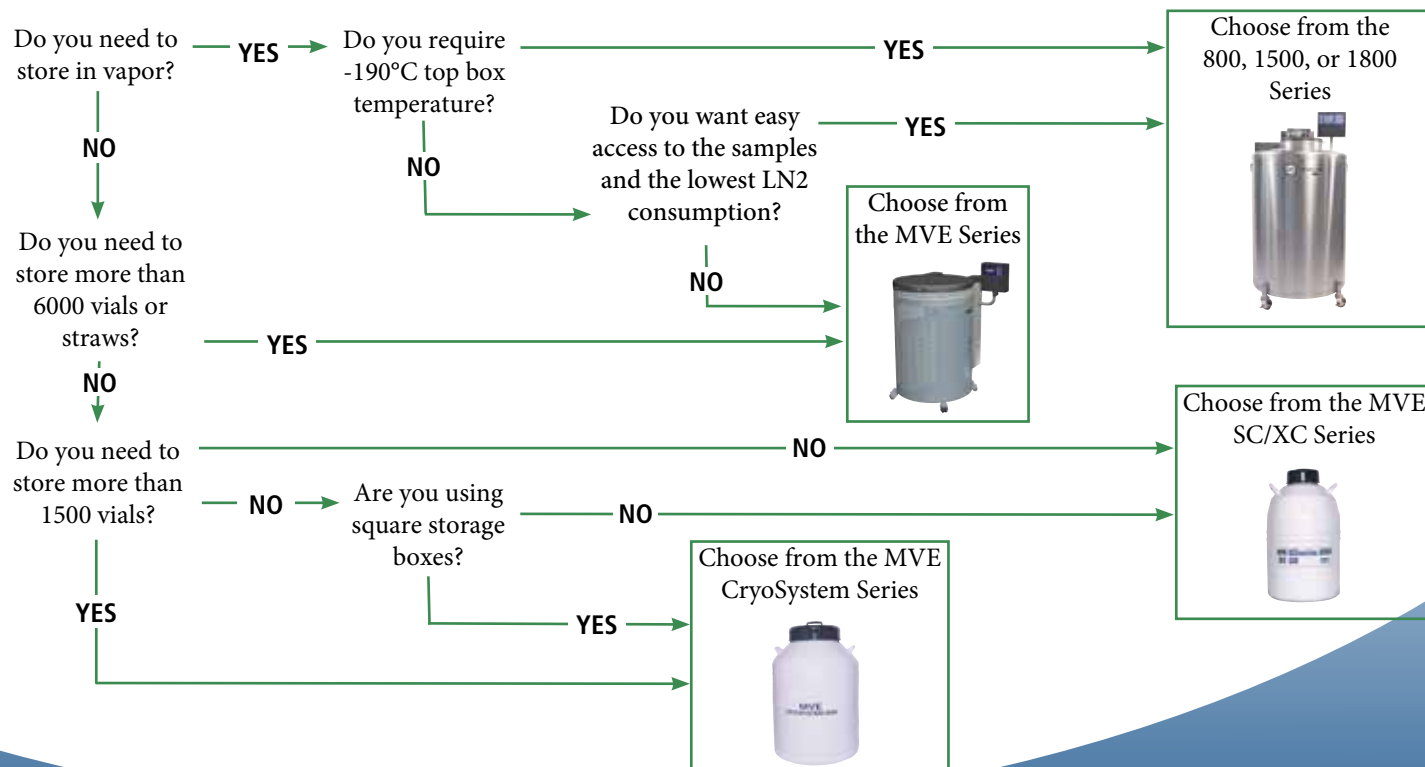 Do you need to
store in vapor?
YES
Do you require
-190°C top box
temperature?
YES
Choose from the
800, 1500, or 1800
Series
NO
NO
Do you want easy
access to the samples
and the lowest LN2
consumption?
YES
NO
Choose from
the MVE Series
Do you need to
store more than
6000 vials or
straws?
YES
NO
Do you need to
store more than
1500 vials?
NO
Choose from the MVE
SC/XC Series
NO
Are you using
square storage
boxes?
NO
YES
YES
Choose from the MVE
CryoSystem Series
MVE